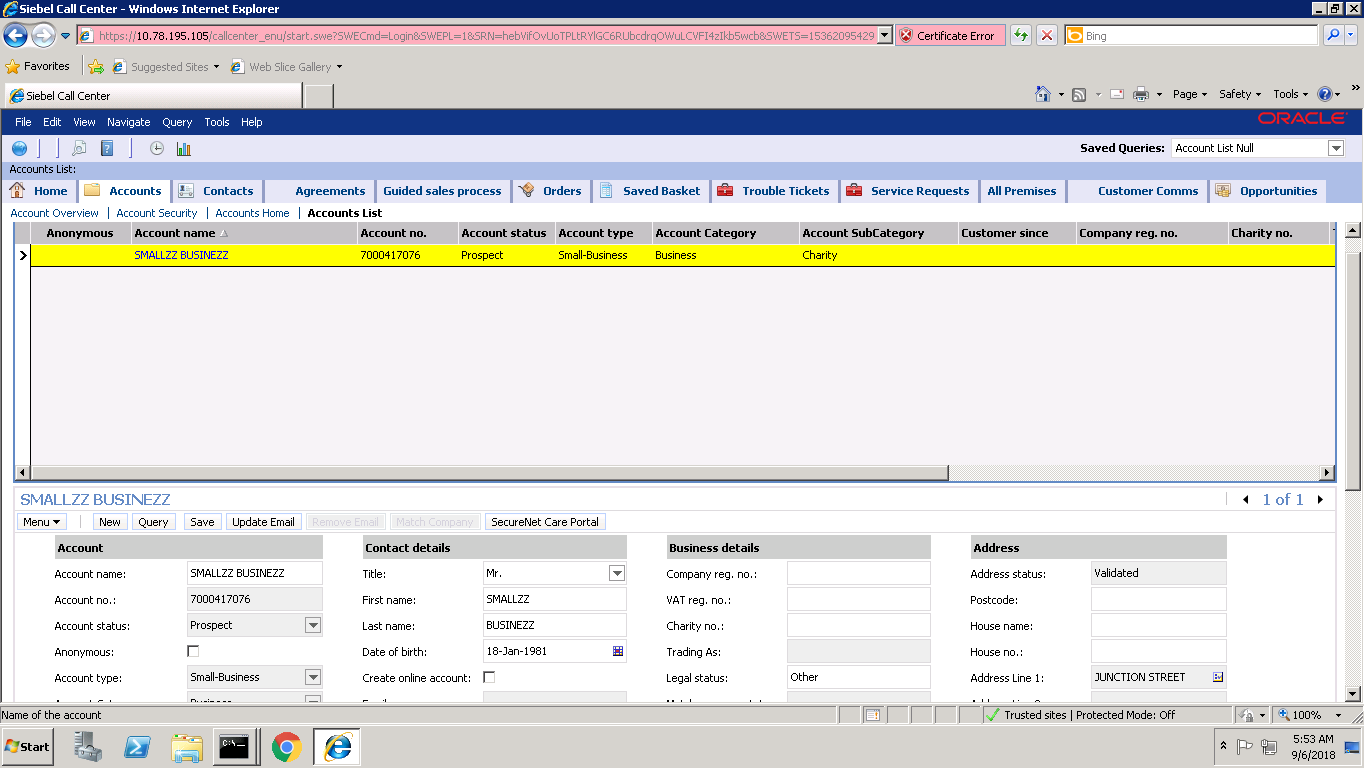 Siebel Call Center - Windows Internet Explorer
https://10.78.195.105/callcenter_enu/start.swe?SWECmd=Login&SWEPL=1&SRN=hebVifOvUoTPLtRYlGC6RUbcdrqOWuLCVFI4zIkb5wcb&SWETS=15362095429 Certificate Error Bing
Favorites Suggested Sites Web Slice Gallery
Siebel Call Center Page Safety Tools
File Edit View Navigate Query Tools Help ORACLE
Saved Queries: Account List Null
Accounts List:
Home Accounts Contacts Agreements Guided sales process Orders Saved Basket Trouble Tickets Service Requests All Premises Customer Comms Opportunities
Account Overview | Account Security | Accounts Home | Accounts List
Anonymous Account name Account no. Account status Account type Account Category Account SubCategory Customer since Company reg. no. Charity no.
SMALLZZ BUSINEZZ 7000417076 Prospect Small-Business Business Charity
SMALLZZ BUSINEZZ 1 of 1
Menu New Query Save Update Email Remove Email Match Company SecureNet Care Portal
Account Contact details Business details Address
Account name: SMALLZZ BUSINEZZ Title: Mr. Company reg. no.: Address status: Validated
Account no.: 7000417076 First name: SMALLZZ VAT reg. no.: Postcode:
Account status: Prospect Last name: BUSINEZZ Charity no.: House name:
Anonymous: Date of birth: 18-Jan-1981 Trading As: House no.:
Account type: Small-Business Create online account: Legal status: Other Address Line 1: JUNCTION STREET
Name of the account Trusted sites | Protected Mode: Off 100%
Start 5:53 AM
9/6/2018